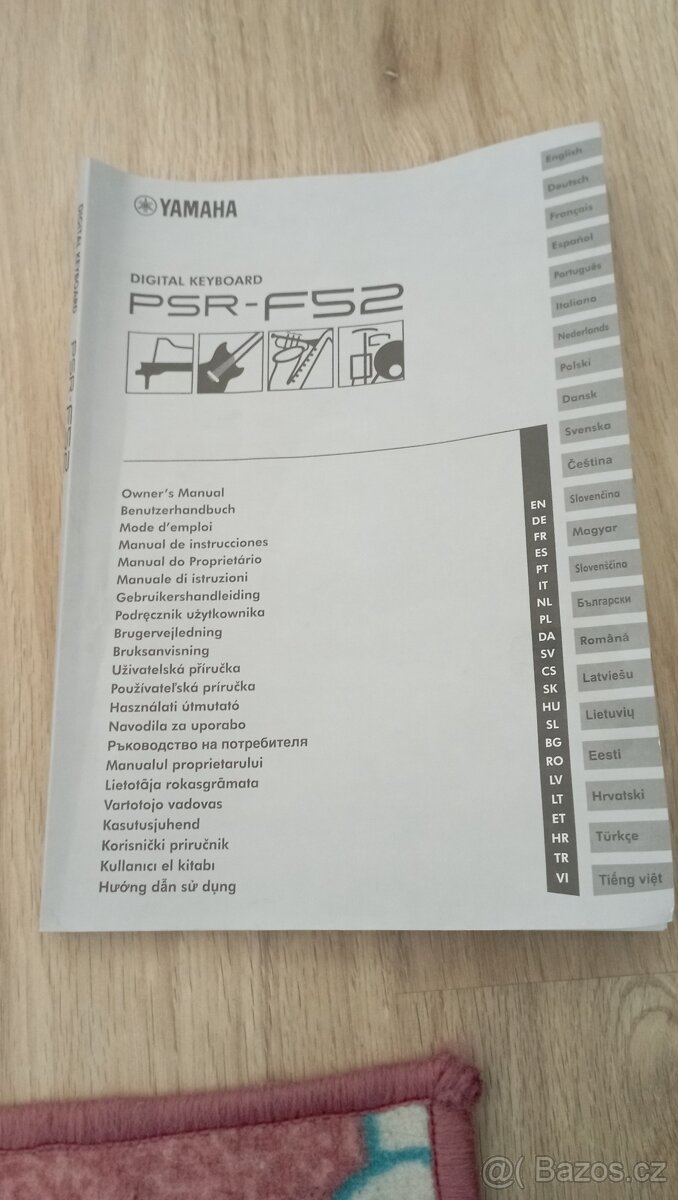 YAMAHA
DIGITAL KEYBOARD
PSR-F52
DIGITAL KEYBOARD PSR-F52
Owner's Manual
Benutzerhandbuch
Mode d'emploi
Manual de instrucciones
Manual do Proprietário
Manuale di istruzioni
Gebruikershandleiding
Podręcznik użytkownika
Brugervejledning
Bruksanvisning
Uživatelská příručka
Používateľská príručka
Használati útmutató
Navodila za uporabo
Ръководство на потребителя
Manualul proprietarului
Lietotāja rokasgrāmata
Vartotojo vadovas
Kasutusjuhend
Korisnički priručnik
Kullanıcı el kitabı
Hướng dẫn sử dụng
EN
DE
FR
ES
PT
IT
NL
PL
DA
SV
CS
SK
HU
SL
BG
RO
LV
LT
ET
HR
TR
VI
English
Deutsch
Français
Español
Português
Italiano
Nederlands
Polski
Dansk
Svenska
Čeština
Slovenčina
Magyar
Slovenščina
Български
Română
Latviešu
Lietuvių
Eesti
Hrvatski
Türkçe
Tiếng việt
@( Bazos.cz